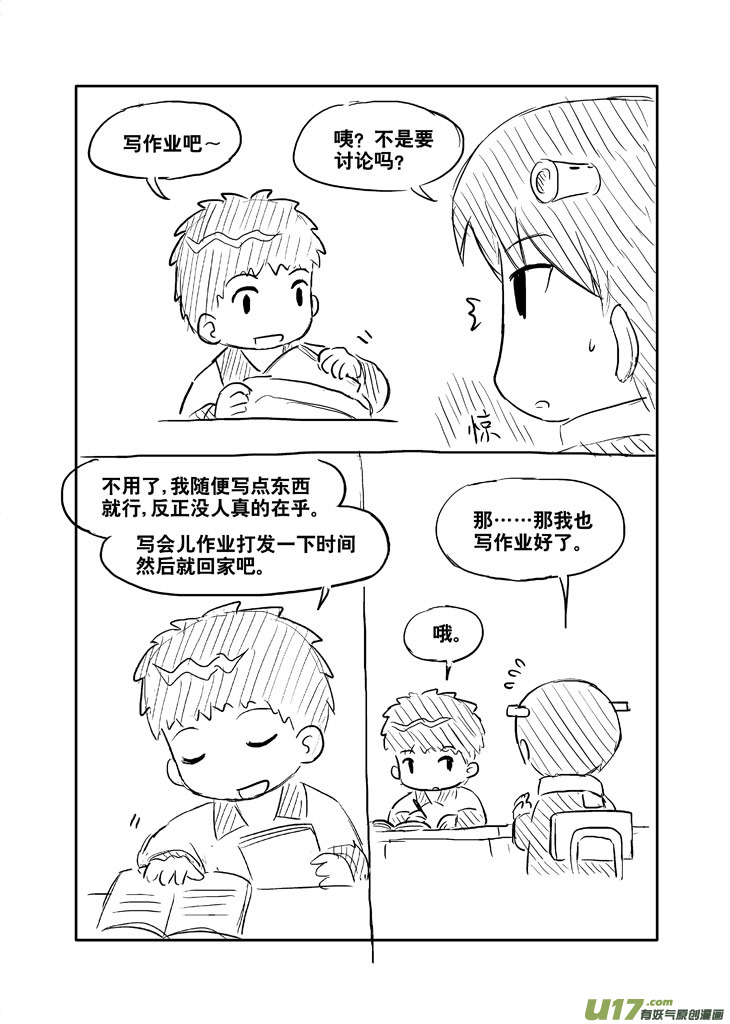 写作业吧～
咦？不是要
讨论吗？
惊
不用了，我随便写点东西
就行，反正没人真的在乎。
写会儿作业打发一下时间
然后就回家吧。
那……那我也
写作业好了。
哦。
U17.com
有妖气原创漫画